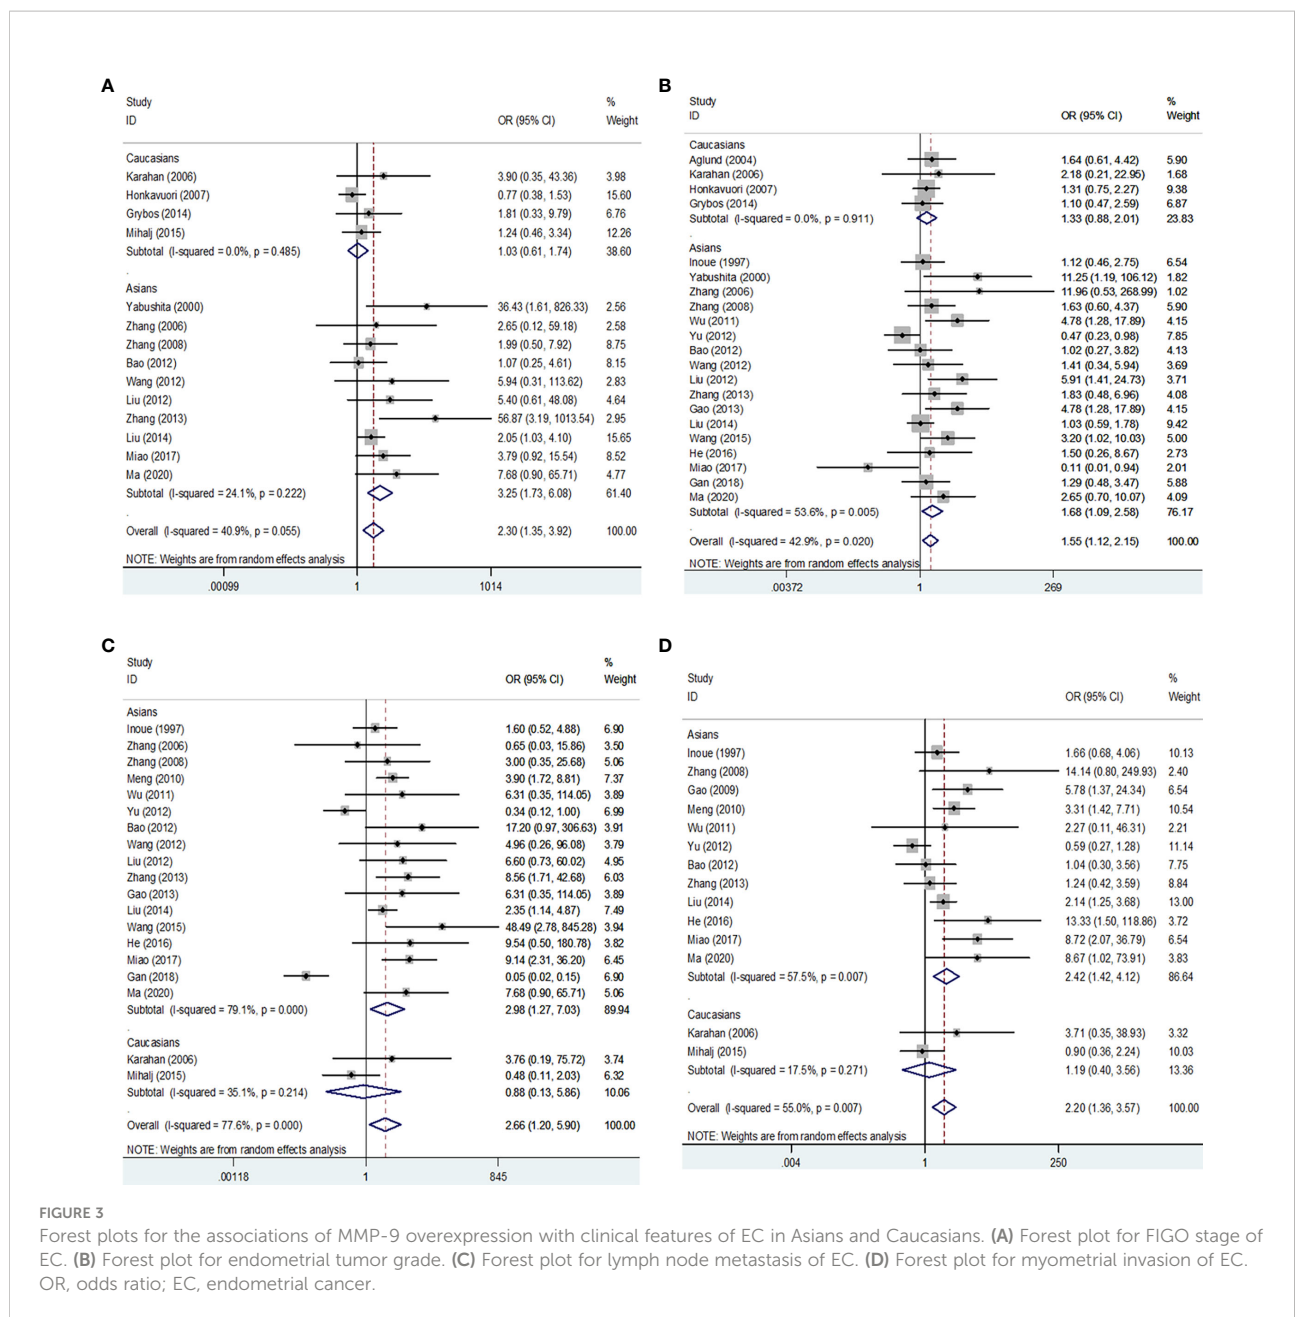 A
Study
ID OR (95% CI) % Weight
Caucasians
Karahan (2006) 3.90 (0.35, 43.36) 3.98
Honkavuori (2007) 0.77 (0.38, 1.53) 15.60
Grybos (2014) 1.81 (0.33, 9.79) 6.76
Mihalj (2015) 1.24 (0.46, 3.34) 12.26
Subtotal (I-squared = 0.0%, p = 0.485) 1.03 (0.61, 1.74) 38.60
.
Asians
Yabushita (2000) 36.43 (1.61, 826.33) 2.56
Zhang (2006) 2.65 (0.12, 59.18) 2.58
Zhang (2008) 1.99 (0.50, 7.92) 8.75
Bao (2012) 1.07 (0.25, 4.61) 8.15
Wang (2012) 5.94 (0.31, 113.62) 2.83
Liu (2012) 5.40 (0.61, 48.08) 4.64
Zhang (2013) 56.87 (3.19, 1013.54) 2.95
Liu (2014) 2.05 (1.03, 4.10) 15.65
Miao (2017) 3.79 (0.92, 15.54) 8.52
Ma (2020) 7.68 (0.90, 65.71) 4.77
Subtotal (I-squared = 24.1%, p = 0.222) 3.25 (1.73, 6.08) 61.40
.
Overall (I-squared = 40.9%, p = 0.055) 2.30 (1.35, 3.92) 100.00
NOTE: Weights are from random effects analysis
.00099 1 1014
B
Study %
ID OR (95% CI) Weight
Caucasians
Aglund (2004) 1.64 (0.61, 4.42) 5.90
Karahan (2006) 2.18 (0.21, 22.95) 1.68
Honkavuori (2007) 1.31 (0.75, 2.27) 9.38
Grybos (2014) 1.10 (0.47, 2.59) 6.87
Subtotal (I-squared = 0.0%, p = 0.911) 1.33 (0.88, 2.01) 23.83
.
Asians
Inoue (1997) 1.12 (0.46, 2.75) 6.54
Yabushita (2000) 11.25 (1.19, 106.12) 1.82
Zhang (2006) 11.96 (0.53, 268.99) 1.02
Zhang (2008) 1.63 (0.60, 4.37) 5.90
Wu (2011) 4.78 (1.28, 17.89) 4.15
Yu (2012) 0.47 (0.23, 0.98) 7.85
Bao (2012) 1.02 (0.27, 3.82) 4.13
Wang (2012) 1.41 (0.34, 5.94) 3.69
Liu (2012) 5.91 (1.41, 24.73) 3.71
Zhang (2013) 1.83 (0.48, 6.96) 4.08
Gao (2013) 4.78 (1.28, 17.89) 4.15
Liu (2014) 1.03 (0.59, 1.78) 9.42
Wang (2015) 3.20 (1.02, 10.03) 5.00
He (2016) 1.50 (0.26, 8.67) 2.73
Miao (2017) 0.11 (0.01, 0.94) 2.01
Gan (2018) 1.29 (0.48, 3.47) 5.88
Ma (2020) 2.65 (0.70, 10.07) 4.09
Subtotal (I-squared = 53.6%, p = 0.005) 1.68 (1.09, 2.58) 76.17
.
Overall (I-squared = 42.9%, p = 0.020) 1.55 (1.12, 2.15) 100.00
NOTE: Weights are from random effects analysis
.00372 1 269
C
Study %
ID OR (95% CI) Weight
Asians
Inoue (1997) 1.60 (0.52, 4.88) 6.90
Zhang (2006) 0.65 (0.03, 15.86) 3.50
Zhang (2008) 3.00 (0.35, 25.68) 5.06
Meng (2010) 3.90 (1.72, 8.81) 7.37
Wu (2011) 6.31 (0.35, 114.05) 3.89
Yu (2012) 0.34 (0.12, 1.00) 6.99
Bao (2012) 17.20 (0.97, 306.63) 3.91
Wang (2012) 4.96 (0.26, 96.08) 3.79
Liu (2012) 6.60 (0.73, 60.02) 4.95
Zhang (2013) 8.56 (1.71, 42.68) 6.03
Gao (2013) 6.31 (0.35, 114.05) 3.89
Liu (2014) 2.35 (1.14, 4.87) 7.49
Wang (2015) 48.49 (2.78, 845.28) 3.94
He (2016) 9.54 (0.50, 180.78) 3.82
Miao (2017) 9.14 (2.31, 36.20) 6.45
Gan (2018) 0.05 (0.02, 0.15) 6.90
Ma (2020) 7.68 (0.90, 65.71) 5.06
Subtotal (I-squared = 79.1%, p = 0.000) 2.98 (1.27, 7.03) 89.94
.
Caucasians
Karahan (2006) 3.76 (0.19, 75.72) 3.74
Mihalj (2015) 0.48 (0.11, 2.03) 6.32
Subtotal (I-squared = 35.1%, p = 0.214) 0.88 (0.13, 5.86) 10.06
.
Overall (I-squared = 77.6%, p = 0.000) 2.66 (1.20, 5.90) 100.00
NOTE: Weights are from random effects analysis
.00118 1 845
D
Study %
ID OR (95% CI) Weight
Asians
Inoue (1997) 1.66 (0.68, 4.06) 10.13
Zhang (2008) 14.14 (0.80, 249.93) 2.40
Gao (2009) 5.78 (1.37, 24.34) 6.54
Meng (2010) 3.31 (1.42, 7.71) 10.54
Wu (2011) 2.27 (0.11, 46.31) 2.21
Yu (2012) 0.59 (0.27, 1.28) 11.14
Bao (2012) 1.04 (0.30, 3.56) 7.75
Zhang (2013) 1.24 (0.42, 3.59) 8.84
Liu (2014) 2.14 (1.25, 3.68) 13.00
He (2016) 13.33 (1.50, 118.86) 3.72
Miao (2017) 8.72 (2.07, 36.79) 6.54
Ma (2020) 8.67 (1.02, 73.91) 3.83
Subtotal (I-squared = 57.5%, p = 0.007) 2.42 (1.42, 4.12) 86.64
.
Caucasians
Karahan (2006) 3.71 (0.35, 38.93) 3.32
Mihalj (2015) 0.90 (0.36, 2.24) 10.03
Subtotal (I-squared = 17.5%, p = 0.271) 1.19 (0.40, 3.56) 13.36
.
Overall (I-squared = 55.0%, p = 0.007) 2.20 (1.36, 3.57) 100.00
NOTE: Weights are from random effects analysis
.004 1 250
FIGURE 3
Forest plots for the associations of MMP-9 overexpression with clinical features of EC in Asians and Caucasians. (A) Forest plot for FIGO stage of
EC. (B) Forest plot for endometrial tumor grade. (C) Forest plot for lymph node metastasis of EC. (D) Forest plot for myometrial invasion of EC.
OR, odds ratio; EC, endometrial cancer.